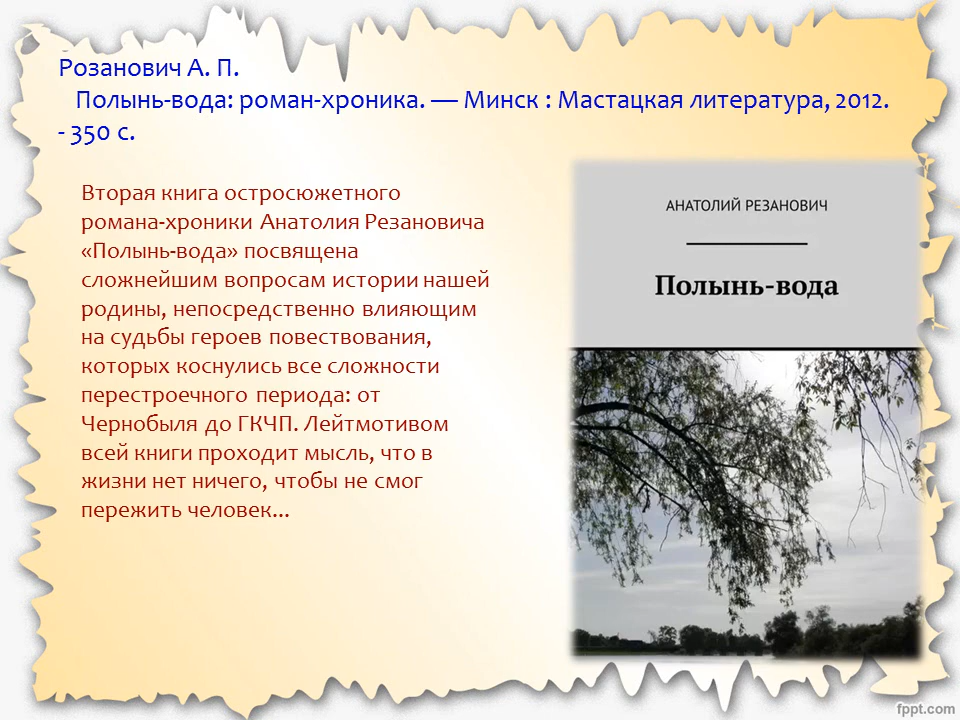 Розанович А. П.
Полынь-вода: роман-хроника. — Минск : Мастацкая литература, 2012.
- 350 с.
Вторая книга остросюжетного
романа-хроники Анатолия Резановича
«Полынь-вода» посвящена
сложнейшим вопросам истории нашей
родины, непосредственно влияющим
на судьбы героев повествования,
которых коснулись все сложности
перестроечного периода: от
Чернобыля до ГКЧП. Лейтмотивом
всей книги проходит мысль, что в
жизни нет ничего, чтобы не смог
пережить человек...
АНАТОЛИЙ РЕЗАНОВИЧ
Полынь-вода
fppt.com